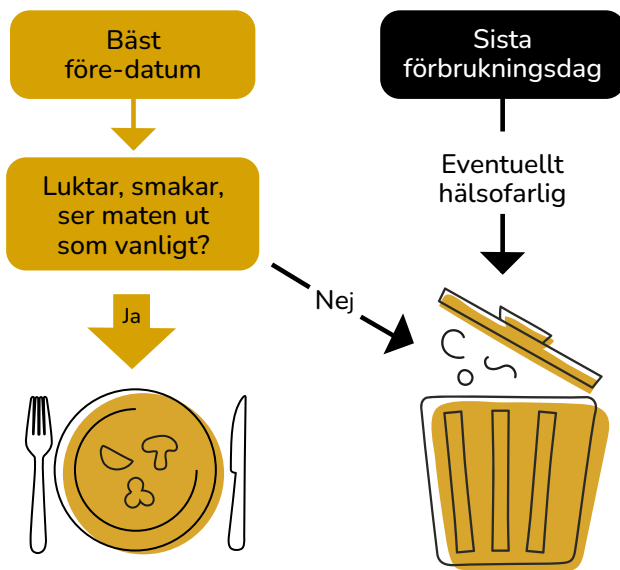 Bäst
före-datum
Luktar, smakar,
ser maten ut
som vanligt?
Ja
Nej
Sista
förbrukningsdag
Eventuellt
hälsofarlig